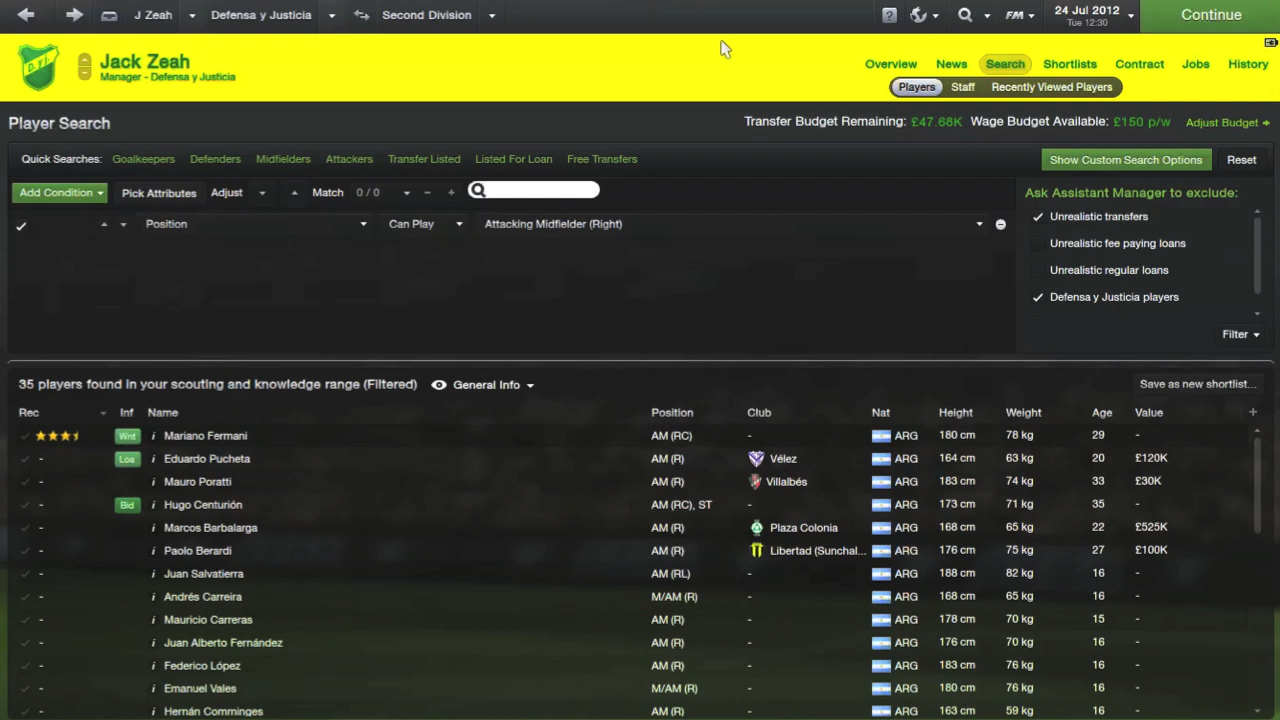 J Zeah Defensa y Justicia Second Division ? FM 24 Jul 2012 Continue
Tue 12:30
D.y J.
Jack Zeah
Manager - Defensa y Justicia
Overview News Search Shortlists Contract Jobs History
Players Staff Recently Viewed Players
Player Search Transfer Budget Remaining: £47.68K Wage Budget Available: £150 p/w Adjust Budget
Quick Searches: Goalkeepers Defenders Midfielders Attackers Transfer Listed Listed For Loan Free Transfers Show Custom Search Options Reset
Add Condition Pick Attributes Adjust Match 0 / 0
Ask Assistant Manager to exclude:
Position Can Play Attacking Midfielder (Right)
Unrealistic transfers
Unrealistic fee paying loans
Unrealistic regular loans
Defensa y Justicia players
Filter
35 players found in your scouting and knowledge range (Filtered) General Info Save as new shortlist...
Rec Inf Name Position Club Nat Height Weight Age Value
Wnt i Mariano Fermani AM (RC) - ARG 180 cm 78 kg 29 -
- Loa i Eduardo Pucheta AM (R) Vélez ARG 164 cm 63 kg 20 £120K
- i Mauro Poratti AM (R) Villalbés ARG 183 cm 74 kg 33 £30K
- Bid i Hugo Centurión AM (RC), ST - ARG 173 cm 71 kg 35 -
- i Marcos Barbalarga AM (R) Plaza Colonia ARG 168 cm 65 kg 22 £525K
- i Paolo Berardi AM (R) Libertad (Sunchal... ARG 176 cm 75 kg 27 £100K
- i Juan Salvatierra AM (RL) - ARG 188 cm 82 kg 16 -
- i Andrés Carreira M/AM (R) - ARG 168 cm 65 kg 16 -
- i Mauricio Carreras AM (R) - ARG 178 cm 70 kg 15 -
- i Juan Alberto Fernández AM (R) - ARG 176 cm 70 kg 16 -
- i Federico López AM (R) - ARG 183 cm 76 kg 16 -
- i Emanuel Vales M/AM (R) - ARG 180 cm 76 kg 16 -
- i Hernán Comminges AM (R) - ARG 163 cm 59 kg 16 -